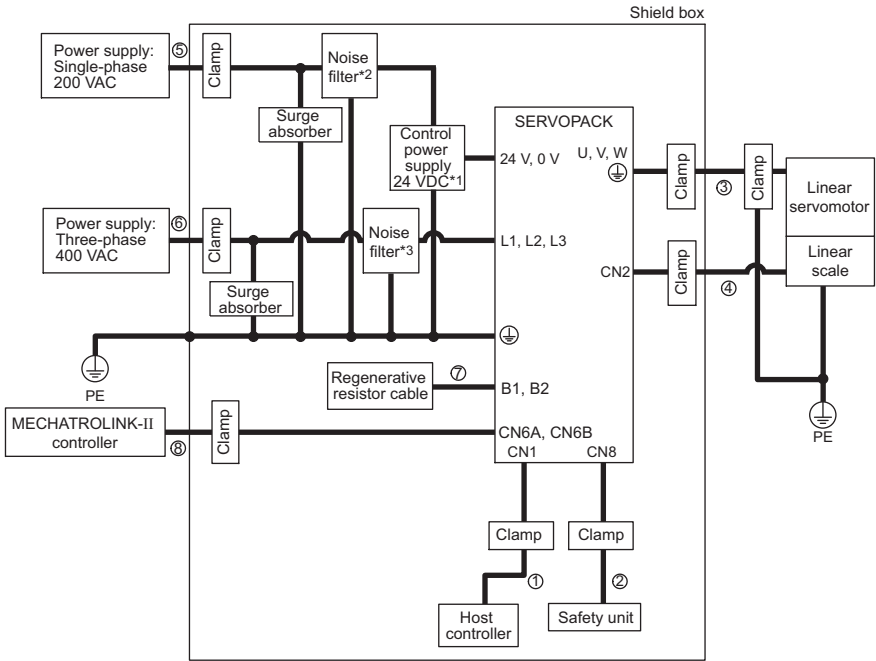 Shield box
Power supply:
Single-phase
200 VAC
⑤
Clamp
Noise
filter*2
Surge
absorber
Control
power
supply
24 VDC*1
SERVOPACK
24 V, 0 V
U, V, W
Clamp
③
Clamp
Linear
servomotor
Power supply:
Three-phase
400 VAC
⑥
Clamp
Noise
filter*3
L1, L2, L3
Surge
absorber
CN2
Clamp
④
Linear
scale
PE
Regenerative
resistor cable
⑦
B1, B2
PE
MECHATROLINK-II
controller
⑧
Clamp
CN6A, CN6B
CN1
CN8
Clamp
Clamp
①
②
Host
controller
Safety unit